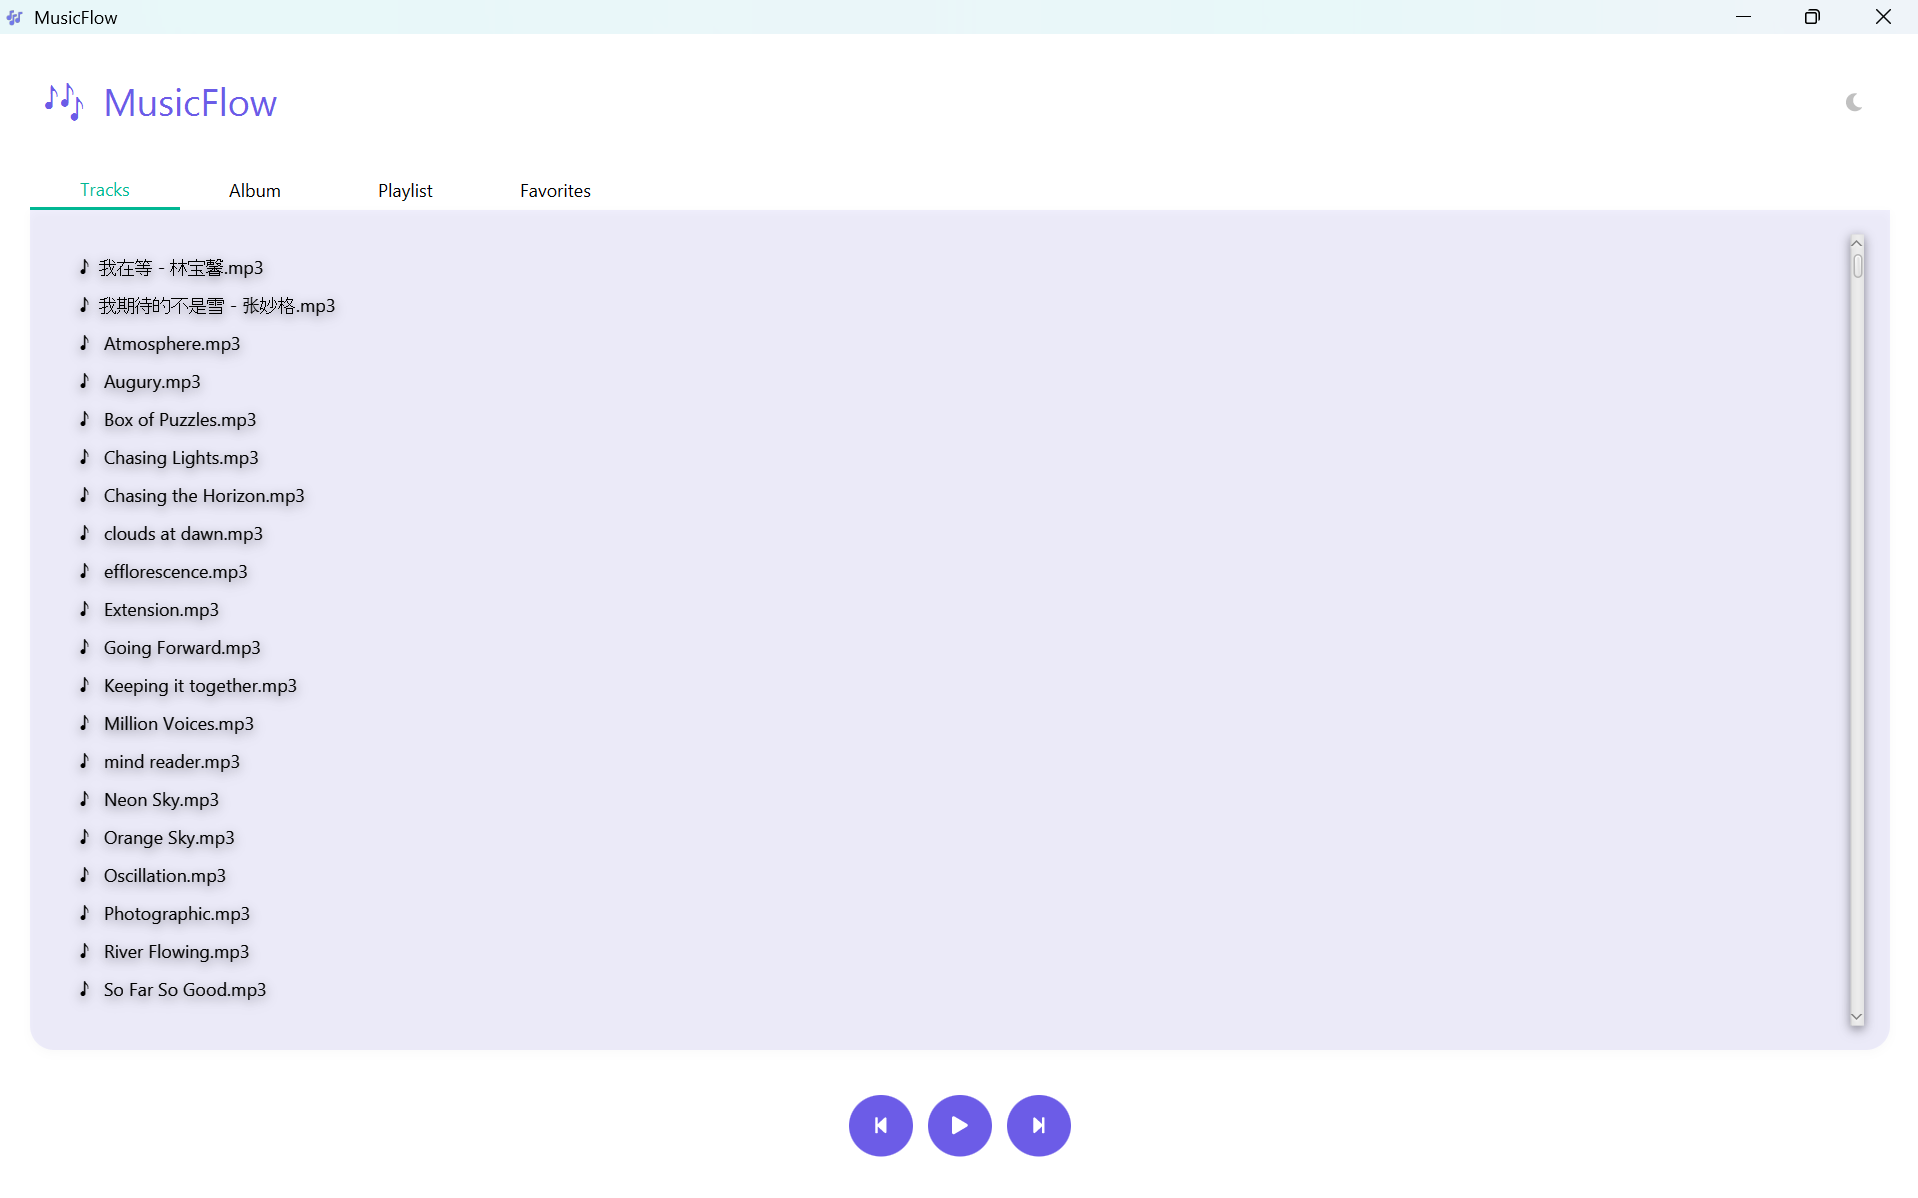 MusicFlow
MusicFlow
Tracks Album Playlist Favorites
我在等 - 林宝馨.mp3
我期待的不是雪 - 张妙格.mp3
Atmosphere.mp3
Augury.mp3
Box of Puzzles.mp3
Chasing Lights.mp3
Chasing the Horizon.mp3
clouds at dawn.mp3
efflorescence.mp3
Extension.mp3
Going Forward.mp3
Keeping it together.mp3
Million Voices.mp3
mind reader.mp3
Neon Sky.mp3
Orange Sky.mp3
Oscillation.mp3
Photographic.mp3
River Flowing.mp3
So Far So Good.mp3